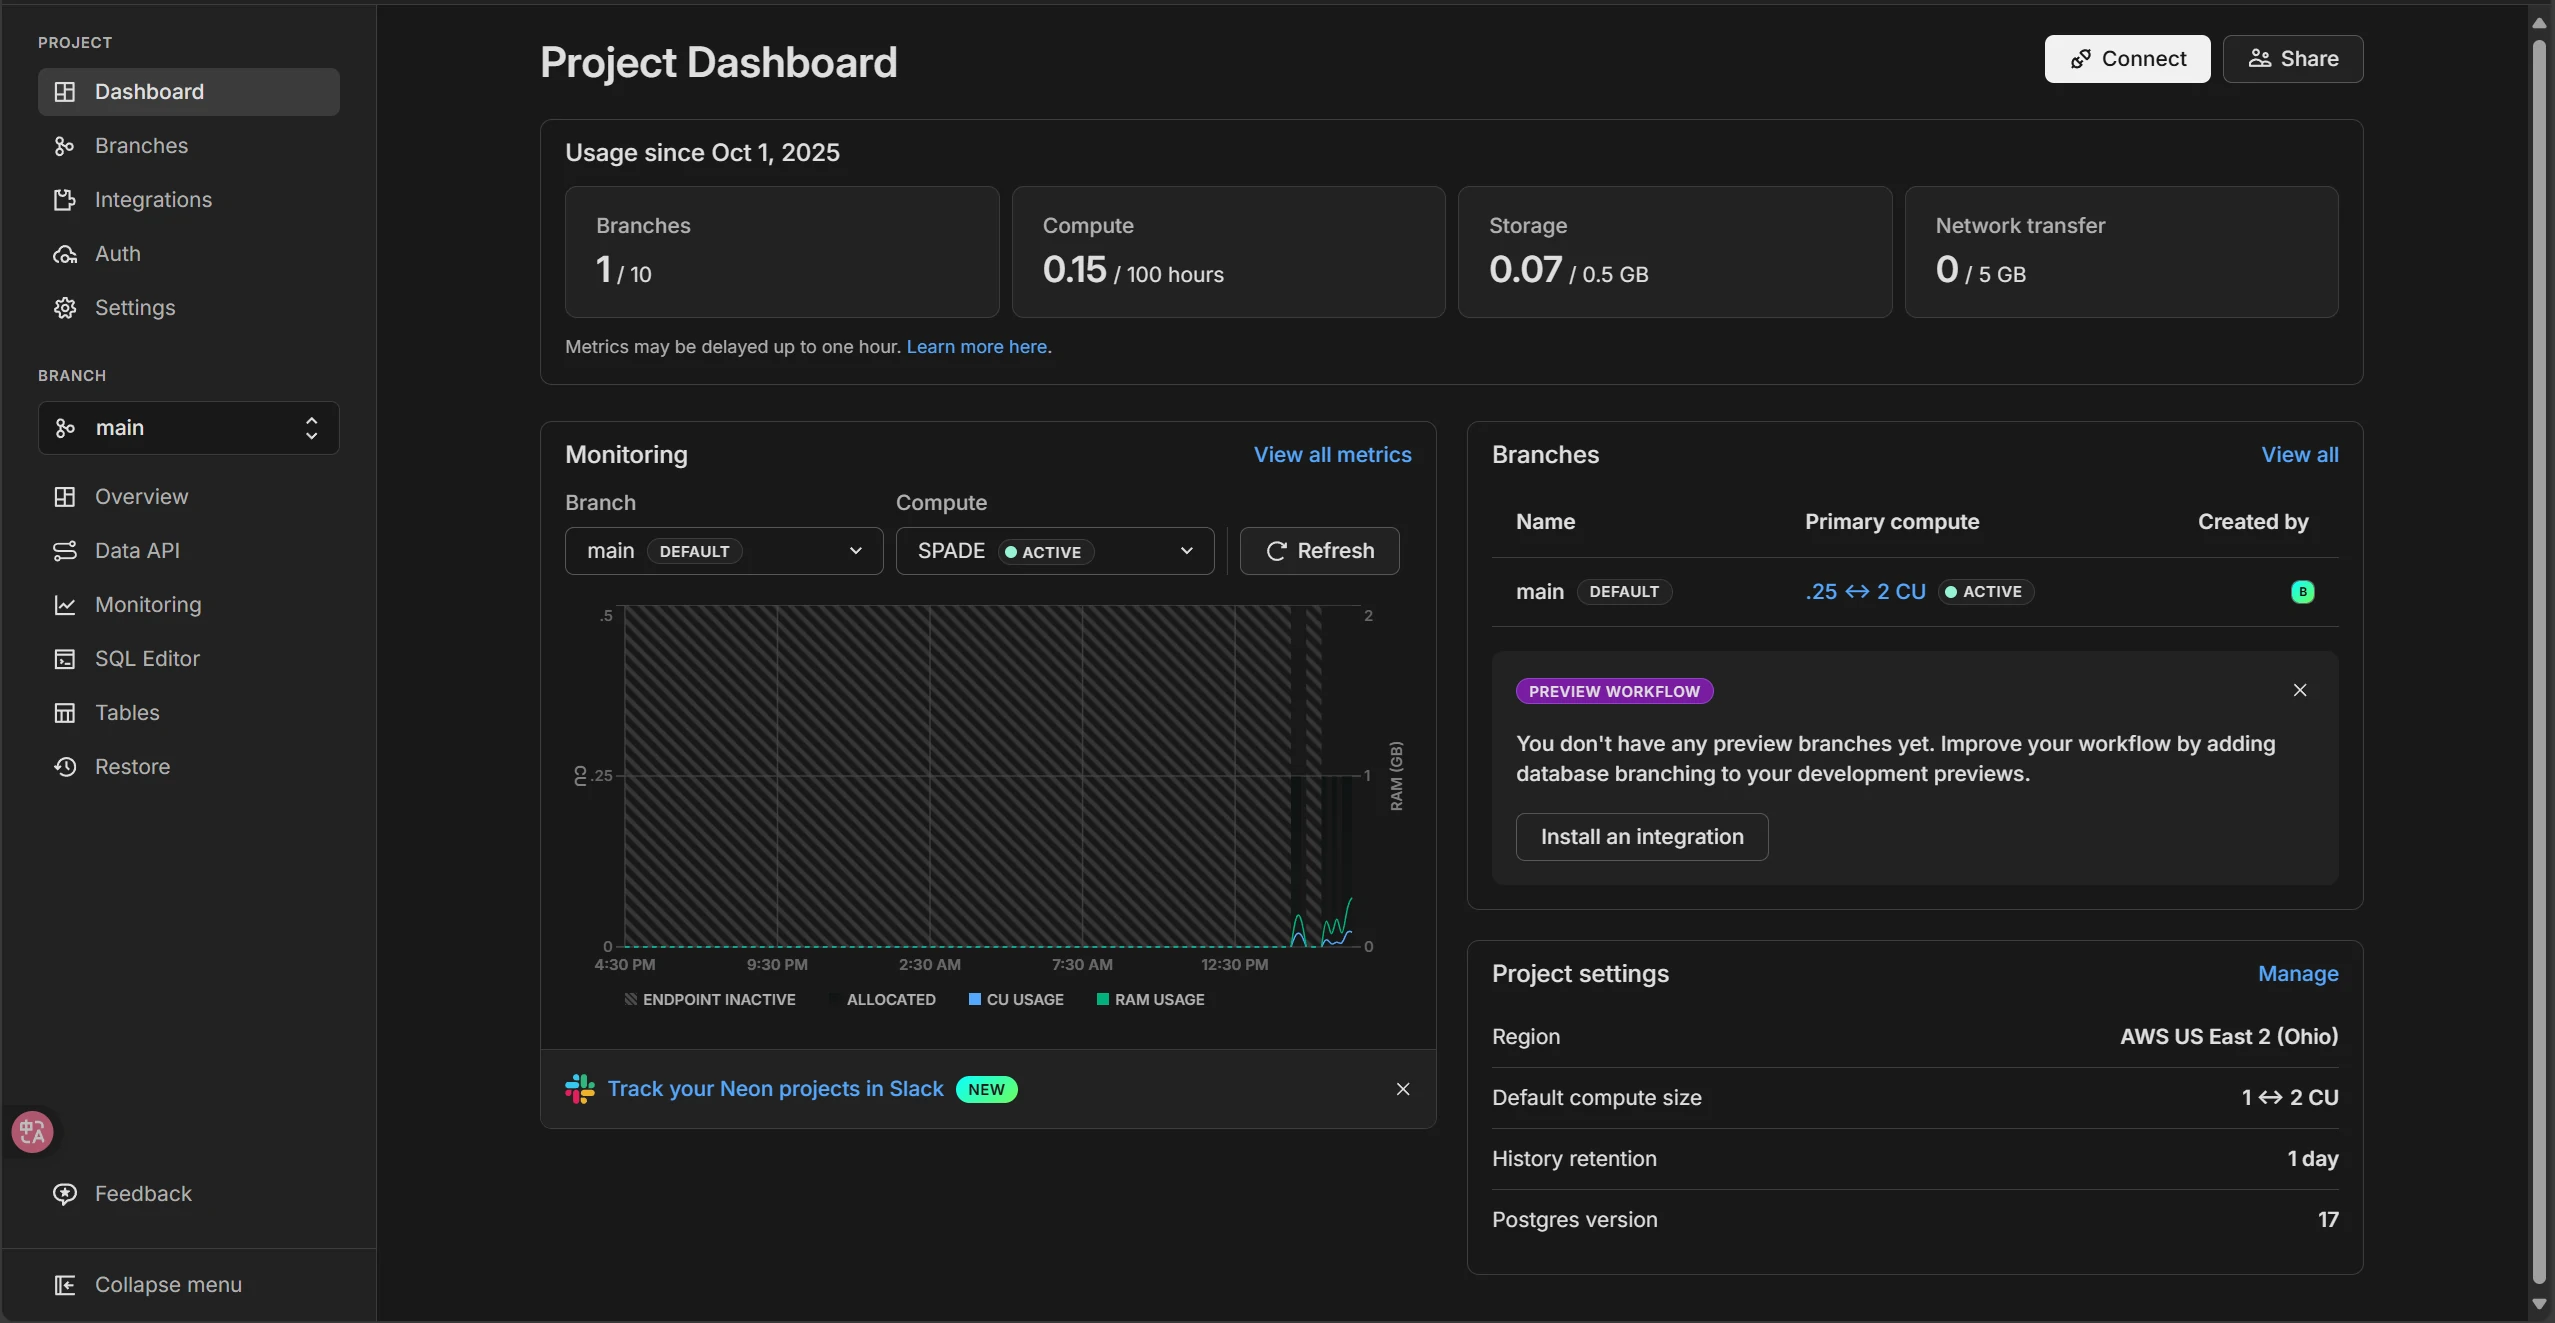 PROJECT
Dashboard
Branches
Integrations
Auth
Settings
BRANCH
main
Overview
Data API
Monitoring
SQL Editor
Tables
Restore
中A
Feedback
Collapse menu
Project Dashboard
Connect
Share
Usage since Oct 1, 2025
Branches
1 / 10
Compute
0.15 / 100 hours
Storage
0.07 / 0.5 GB
Network transfer
0 / 5 GB
Metrics may be delayed up to one hour. Learn more here.
Monitoring
View all metrics
Branch
Compute
main DEFAULT
SPADE ACTIVE
Refresh
.5
2
CU
.25
1
RAM (GB)
0
0
4:30 PM
9:30 PM
2:30 AM
7:30 AM
12:30 PM
ENDPOINT INACTIVE
ALLOCATED
CU USAGE
RAM USAGE
Track your Neon projects in Slack NEW
Branches
View all
Name
Primary compute
Created by
main DEFAULT
.25 ↔ 2 CU ACTIVE
B
PREVIEW WORKFLOW
You don't have any preview branches yet. Improve your workflow by adding
database branching to your development previews.
Install an integration
Project settings
Manage
Region
AWS US East 2 (Ohio)
Default compute size
1 ↔ 2 CU
History retention
1 day
Postgres version
17